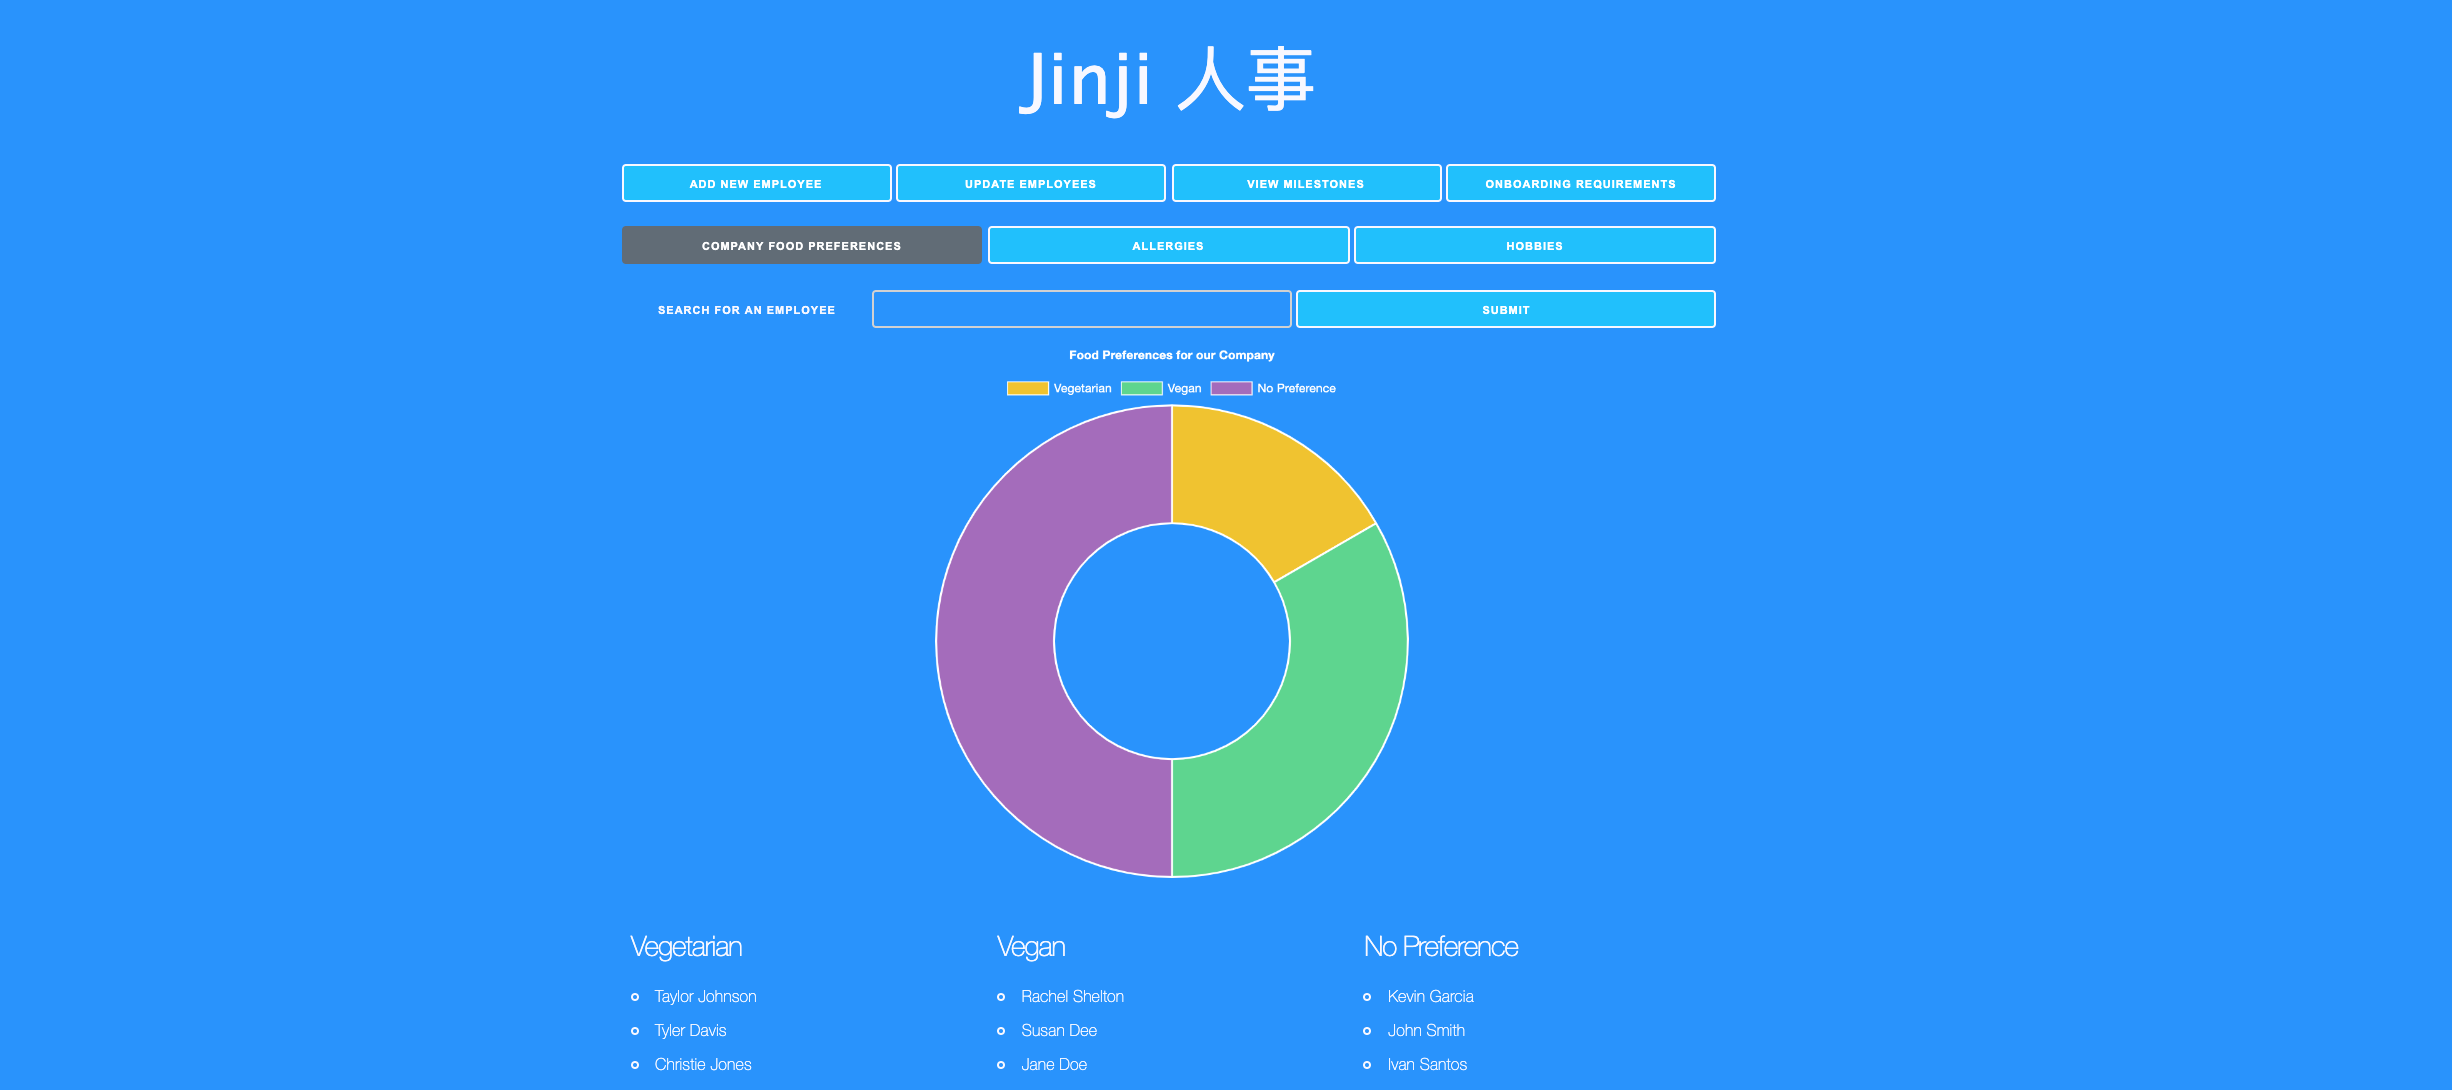 Jinji 人事
ADD NEW EMPLOYEE UPDATE EMPLOYEES VIEW MILESTONES ONBOARDING REQUIREMENTS
COMPANY FOOD PREFERENCES ALLERGIES HOBBIES
SEARCH FOR AN EMPLOYEE SUBMIT
Food Preferences for our Company
Vegetarian Vegan No Preference
Vegetarian Vegan No Preference
Taylor Johnson Rachel Shelton Kevin Garcia
Tyler Davis Susan Dee John Smith
Christie Jones Jane Doe Ivan Santos